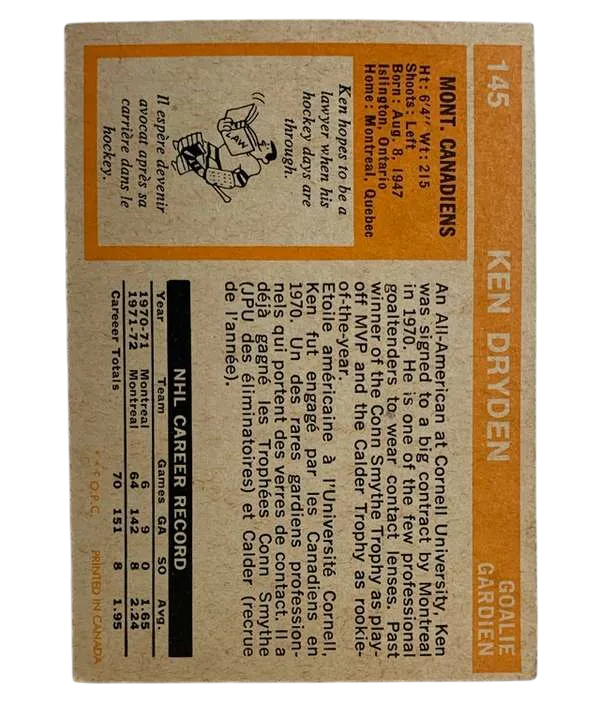 145 KEN DRYDEN GOALIE
GARDIEN
MONT. CANADIENS
Ht: 6'4" Wt: 215
Shoots: Left
Born: Aug. 8, 1947
Islington, Ontario
Home: Montreal, Quebec
Ken hopes to be a
lawyer when his
hockey days are
through.
LAW
Il espère devenir
avocat après sa
carrière dans le
hockey.
An All-American at Cornell University, Ken
was signed to a big contract by Montreal
in 1970. He is one of the few professional
goaltenders to wear contact lenses. Past
winner of the Conn Smythe Trophy as play-
off MVP and the Calder Trophy as rookie-
of-the-year.
Etoile américaine à l'Université Cornell,
Ken fut engagé par les Canadiens en
1970. Un des rares gardiens profession-
nels qui portent des verres de contact. Il a
déjà gagné les Trophées Conn Smythe
(JPU des éliminatoires) et Calder (recrue
de l'année).
NHL CAREER RECORD
Year Team Games GA SO Avg.
1970-71 Montreal 6 9 0 1.65
1971-72 Montreal 64 142 8 2.24
Career Totals 70 151 8 1.95
O.P.C. PRINTED IN CANADA